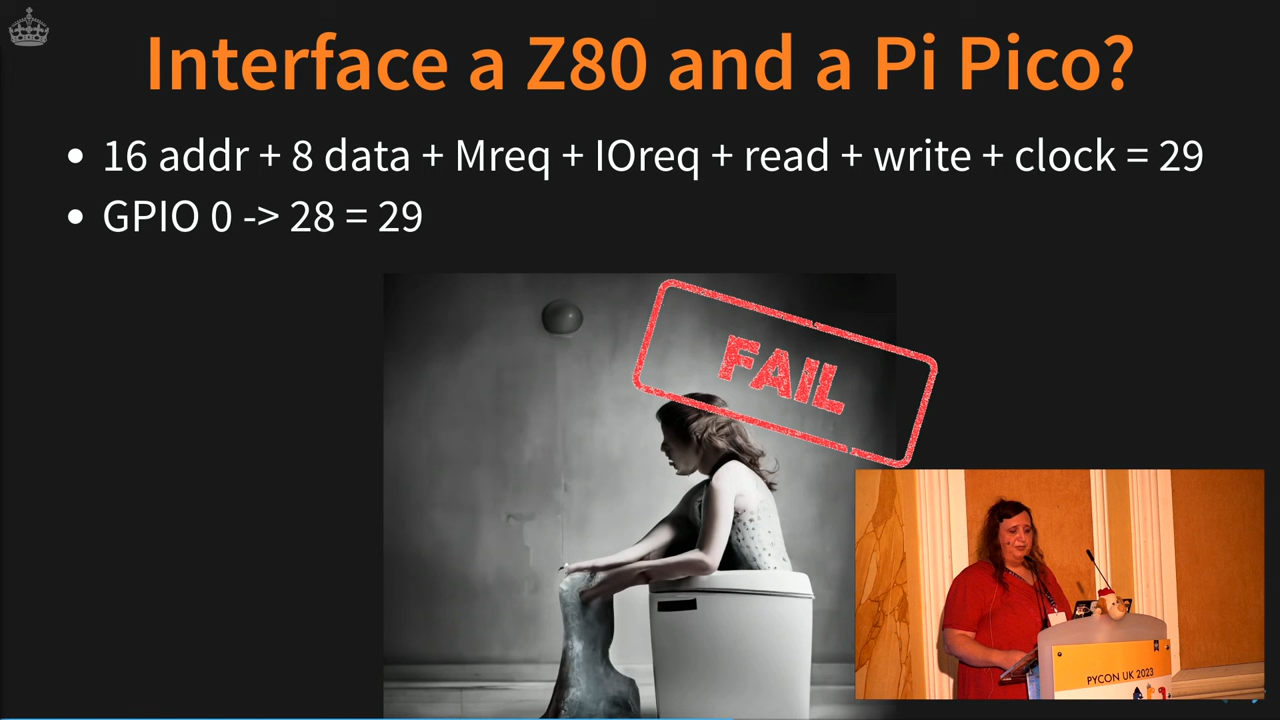 Interface a Z80 and a Pi Pico?
16 addr + 8 data + Mreq + IOreq + read + write + clock = 29
GPIO 0 -> 28 = 29
FAIL
PYCON UK 2023